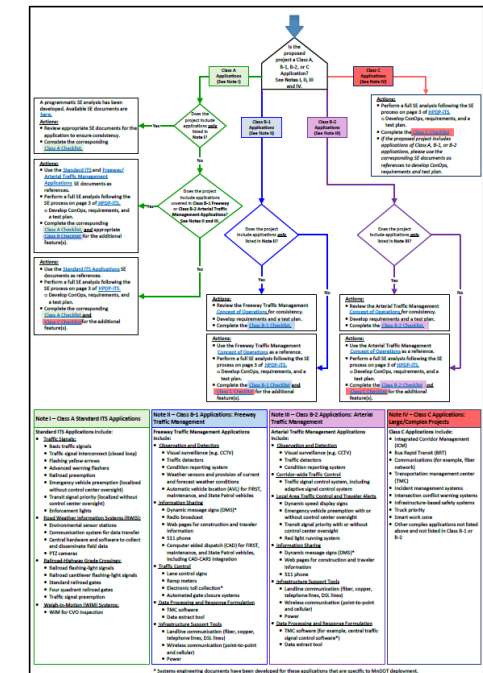 Is the
proposed
project a Class A,
B-1, B-2, or C
Application?
See Notes I, II, III
and IV.
Class A
Applications
(See Note I)
Class C
Applications
(See Note IV)
Class B-1
Applications
(See Note II)
Class B-2
Applications
(See Note III)
A programmatic SE analysis has been
developed. Available SE documents are
here.
Actions:
• Review appropriate SE documents for the
application to ensure consistency.
• Complete the corresponding
Class A Checklist.
Yes
Does the
project include
applications only
listed in
Note I?
No
Actions:
• Perform a full SE analysis following the SE
process on page 3 of HPDP-ITS.
o Develop ConOps, requirements, and
a test plan.
• Complete the Class C Checklist.
• If the proposed project includes
applications of Class A, B-1, or B-2
application, please use the
corresponding SE documents as
references to develop ConOps and
requirements.
Actions:
• Use the Standard ITS and Freeway/
Arterial Traffic Management
Applications SE documents as
references.
• Perform a full SE analysis following the
SE process on page 3 of HPDP-ITS.
o Develop ConOps, requirements, and
a test plan.
• Complete the corresponding
Class A Checklist, and appropriate
Class B Checklist for the additional
feature(s).
Yes
Does the project
include applications
covered in Class B-1 Freeway
or Class B-2 Arterial Traffic
Management Applications?
See Notes II and III.
No
Does the project
include applications only
listed in Note II?
Yes
No
Does the project
include applications only
listed in Note III?
Yes
No
Actions:
• Use the Standard ITS Applications SE
documents as references.
• Perform a full SE analysis following the
SE process on page 3 of HPDP-ITS.
o Develop ConOps, requirements, and
a test plan.
• Complete the corresponding
Class A Checklist and
Class C Checklist for the additional
feature(s).
Actions:
• Review the Freeway Traffic Management
Concept of Operations for consistency.
• Develop requirements and a test plan.
• Complete the Class B-1 Checklist.
Actions:
• Review the Arterial Traffic Management
Concept of Operations for consistency.
• Develop requirements and a test plan.
• Complete the Class B-2 Checklist.
Actions:
• Use the Freeway Traffic Management
Concept of Operations as a reference.
• Perform a full SE analysis following the SE
process on page 3 of HPDP-ITS.
o Develop ConOps, requirements, and a test
plan.
• Complete the Class B-1 Checklist and
Class C Checklist for the additional
feature(s).
Actions:
• Use the Arterial Traffic Management
Concept of Operations as a reference.
• Perform a full SE analysis following the SE
process on page 3 of HPDP-ITS.
o Develop ConOps, requirements, and a test
plan.
• Complete the Class B-2 Checklist and
Class C Checklist for the additional
feature(s).
Note I – Class A Standard ITS Applications
Standard ITS Applications Include:
• Traffic Signals:
• Basic traffic signals
• Traffic signal interconnect (closed loop)
• Flashing yellow arrows
• Advanced warning flashers
• Railroad preemption
• Emergency vehicle preemption (localized
without control center oversight)
• Transit signal priority (localized without
control center oversight)
• Enforcement lights
• Road Weather Information Systems (RWIS):
• Environmental sensor stations
• Communication system for data transfer
• Central hardware and software to collect
and disseminate field data
• PTZ cameras
• Railroad-Highway Grade Crossings:
• Railroad flashing-light signals
• Railroad cantilever flashing-light signals
• Standard railroad gates
• Four quadrant railroad gates
• Traffic signal preemption
• Weigh-in-Motion (WIM) Systems:
• WIM for CVO Inspection
Note II – Class B-1 Applications: Freeway
Traffic Management
Freeway Traffic Management Applications
Include:
• Observation and Detection
• Visual surveillance (e.g. CCTV)
• Traffic detectors
• Condition reporting system
• Weather sensors and provision of current
and forecast weather conditions
• Automatic vehicle location (AVL) for FIRST,
maintenance, and State Patrol vehicles
• Information Sharing
• Dynamic message signs (DMS)*
• Radio broadcast
• Web pages for construction and traveler
information
• 511 phone
• Computer aided dispatch (CAD) for FIRST,
maintenance, and State Patrol vehicles,
including CAD-CARS integration
• Traffic Control
• Lane control signs
• Ramp meters
• Electronic toll collection*
• Automated gate closure systems
• Data Processing and Response Formulation
• TMC software
• Data extract tool
• Infrastructure Support Tools
• Landline communication (fiber, copper,
telephone lines, DSL lines)
• Wireless communication (point-to-point
and cellular)
• Power
Note III – Class B-2 Applications: Arterial
Traffic Management
Arterial Traffic Management Applications
Include:
• Observation and Detection
• Visual surveillance (e.g. CCTV)
• Traffic detectors
• Condition reporting system
• Corridor-wide Traffic Control
• Traffic signal control system, including
adaptive signal control system
• Local Area Traffic Control and Traveler Alerts
• Dynamic speed display signs
• Emergency vehicle preemption with or
without control center oversight
• Transit signal priority with or without
control center oversight
• Red light running system
• Information Sharing
• Dynamic message signs (DMS)*
• Web pages for construction and traveler
information
• 511 phone
• Infrastructure Support Tools
• Landline communication (fiber, copper,
telephone lines, DSL lines)
• Wireless communication (point-to-point
and cellular)
• Power
• Data Processing and Response Formulation
• TMC software (for example, central traffic
signal control software*)
• Data extract tool
Note IV – Class C Applications:
Large/Complex Projects
Class C Applications Include:
• Integrated Corridor Management
(ICM)
• Bus Rapid Transit (BRT)
• Communications (for example, fiber
network)
• Transportation management center
(TMC)
• Incident management systems
• Intersection conflict warning systems
• Infrastructure-based safety systems
• Truck priority
• Smart work zone
• Other complex applications not listed
above and not listed in Class B-1 or
B-2
* Systems engineering documents have been developed for these applications that are specific to MnDOT deployment.